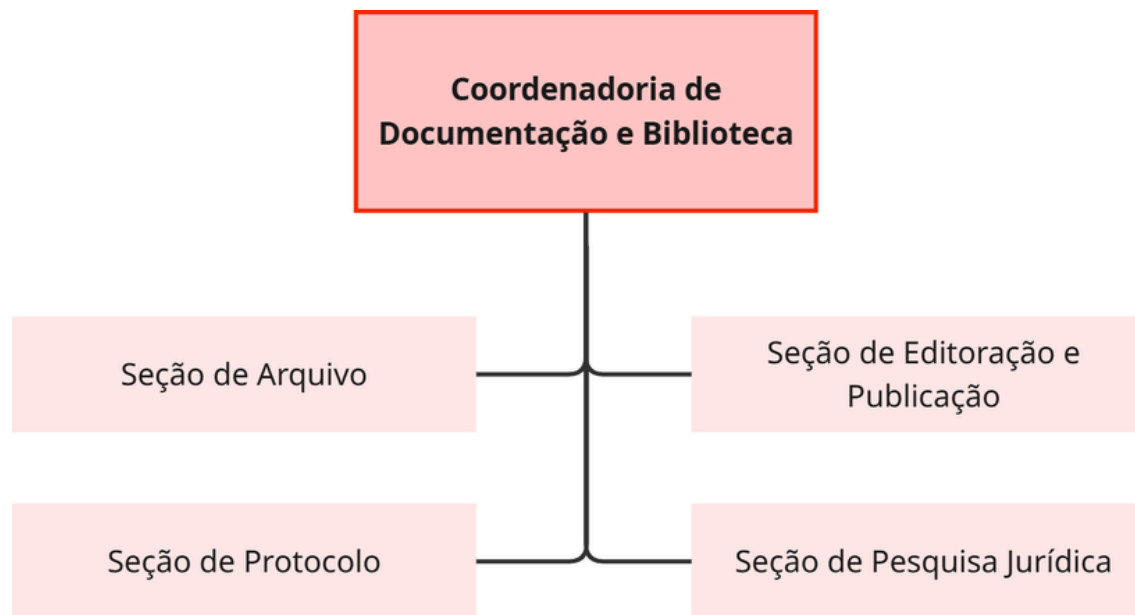 Coordenadoria de
Documentação e Biblioteca
Seção de Arquivo
Seção de Editoração e
Publicação
Seção de Protocolo
Seção de Pesquisa Jurídica